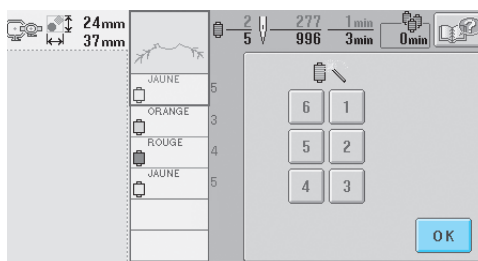 24mm
37mm
2 277 1min
5 996 3min 0min
JAUNE
5
ORANGE
3
ROUGE
4
JAUNE
5
6 1
5 2
4 3
OK